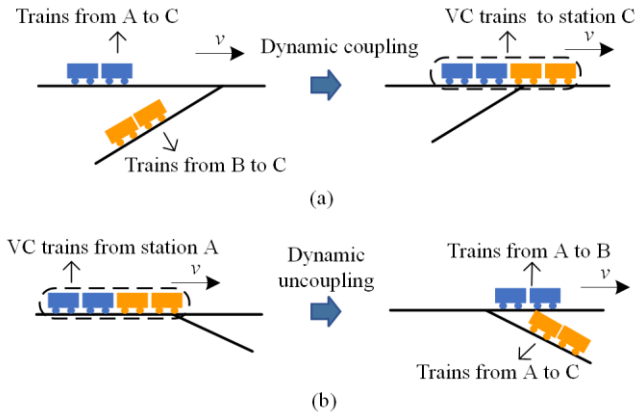 Trains from A to C
v
Trains from B to C
Dynamic coupling
VC trains to station C
v
(a)
VC trains from station A
v
Dynamic
uncoupling
Trains from A to B
v
Trains from A to C
(b)